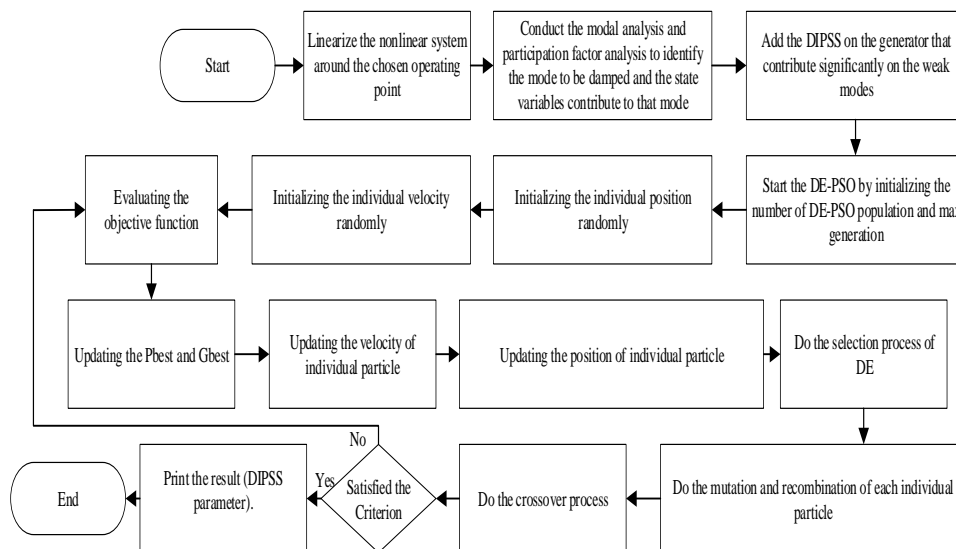 Start
Linearize the nonlinear system
around the chosen operating
point
Conduct the modal analysis and
participation factor analysis to identify
the mode to be damped and the state
variables contribute to that mode
Add the DIPSS on the generator that
contribute significantly on the weak
modes
Evaluating the
objective function
Initializing the individual velocity
randomly
Initializing the individual position
randomly
Start the DE-PSO by initializing the
number of DE-PSO population and max
generation
Updating the Pbest and Gbest
Updating the velocity of
individual particle
Updating the position of individual particle
Do the selection process of
DE
No
End
Print the result (DIPSS
parameter).
Yes
Satisfied the
Criterion
Do the crossover process
Do the mutation and recombination of each individual
particle